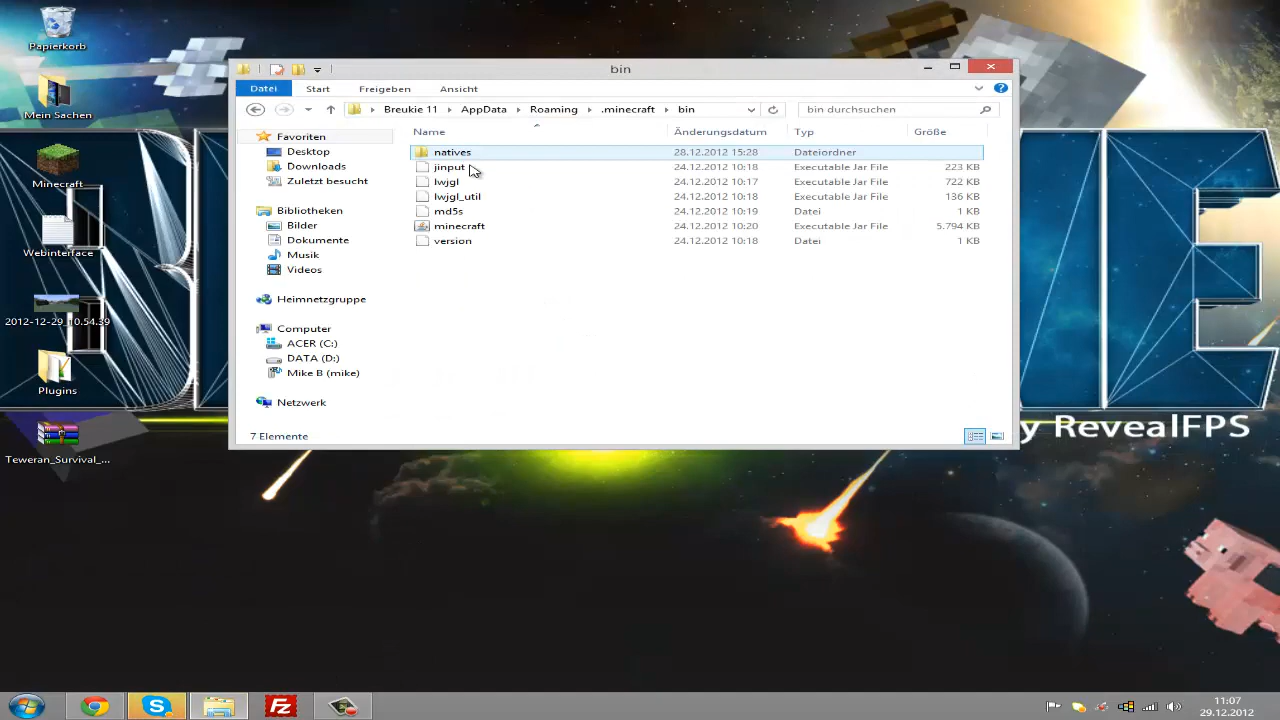 Papierkorb
Mein Sachen
Minecraft
Webinterface
2012-12-29_10.54.39
Plugins
Teweran_Survival_...
bin
Datei Start Freigeben Ansicht
Breukie 11 AppData Roaming .minecraft bin
bin durchsuchen
Favoriten
Desktop
Downloads
Zuletzt besucht
Bibliotheken
Bilder
Dokumente
Musik
Videos
Heimnetzgruppe
Computer
ACER (C:)
DATA (D:)
Mike B (mike)
Netzwerk
Name Änderungsdatum Typ Größe
natives 28.12.2012 15:28 Dateiordner
jinput 24.12.2012 10:18 Executable Jar File 223 KB
lwjgl 24.12.2012 10:17 Executable Jar File 722 KB
lwjgl_util 24.12.2012 10:18 Executable Jar File 136 KB
md5s 24.12.2012 10:19 Datei 1 KB
minecraft 24.12.2012 10:20 Executable Jar File 5.794 KB
version 24.12.2012 10:18 Datei 1 KB
7 Elemente
y RevealFPS
11:07
29.12.2012